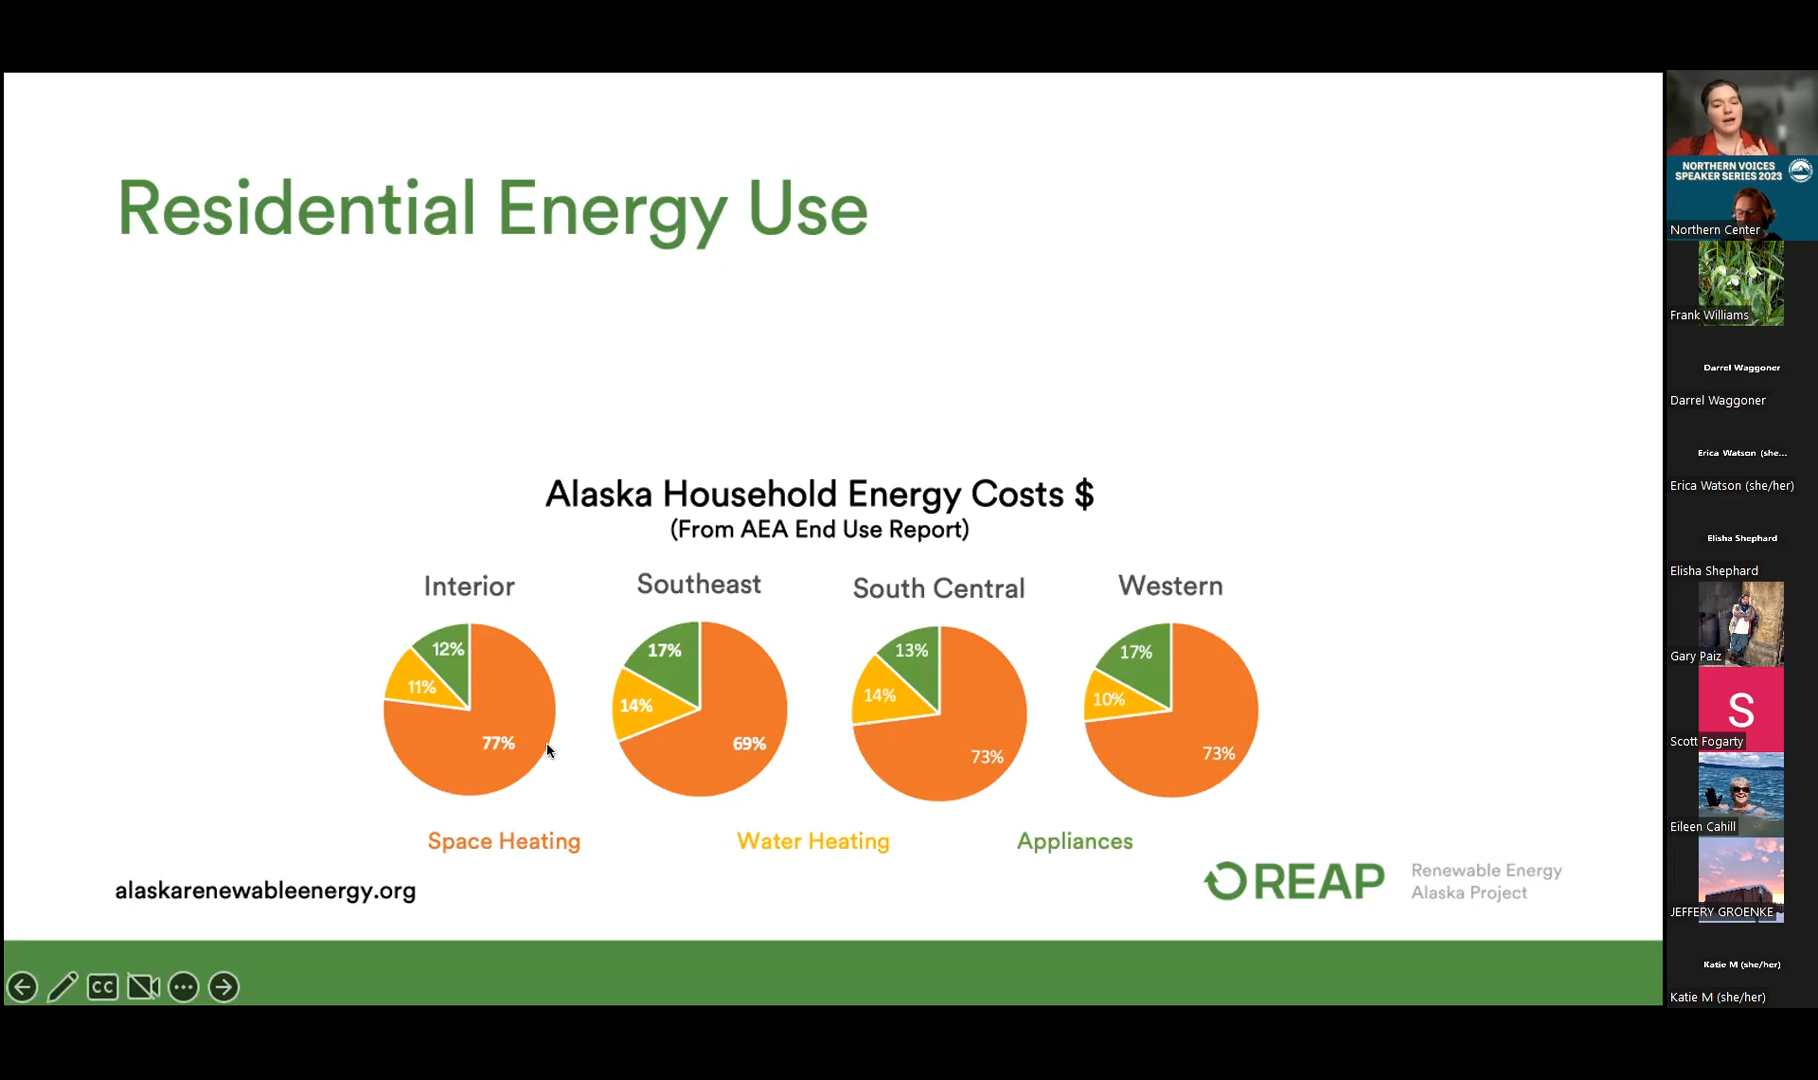 Residential Energy Use
Alaska Household Energy Costs $
(From AEA End Use Report)
Interior
Southeast
South Central
Western
12%
11%
77%
17%
14%
69%
13%
14%
73%
17%
10%
73%
Space Heating
Water Heating
Appliances
alaskarenewableenergy.org
REAP
Renewable Energy
Alaska Project
CC
NORTHERN VOICES
SPEAKER SERIES 2023
Northern Center
Frank Williams
Darrel Waggoner
Darrel Waggoner
Erica Watson (she...
Erica Watson (she/her)
Elisha Shephard
Elisha Shephard
Gary Paiz
S
Scott Fogarty
Eileen Cahill
JEFFERY GROENKE
Katie M (she/her)
Katie M (she/her)